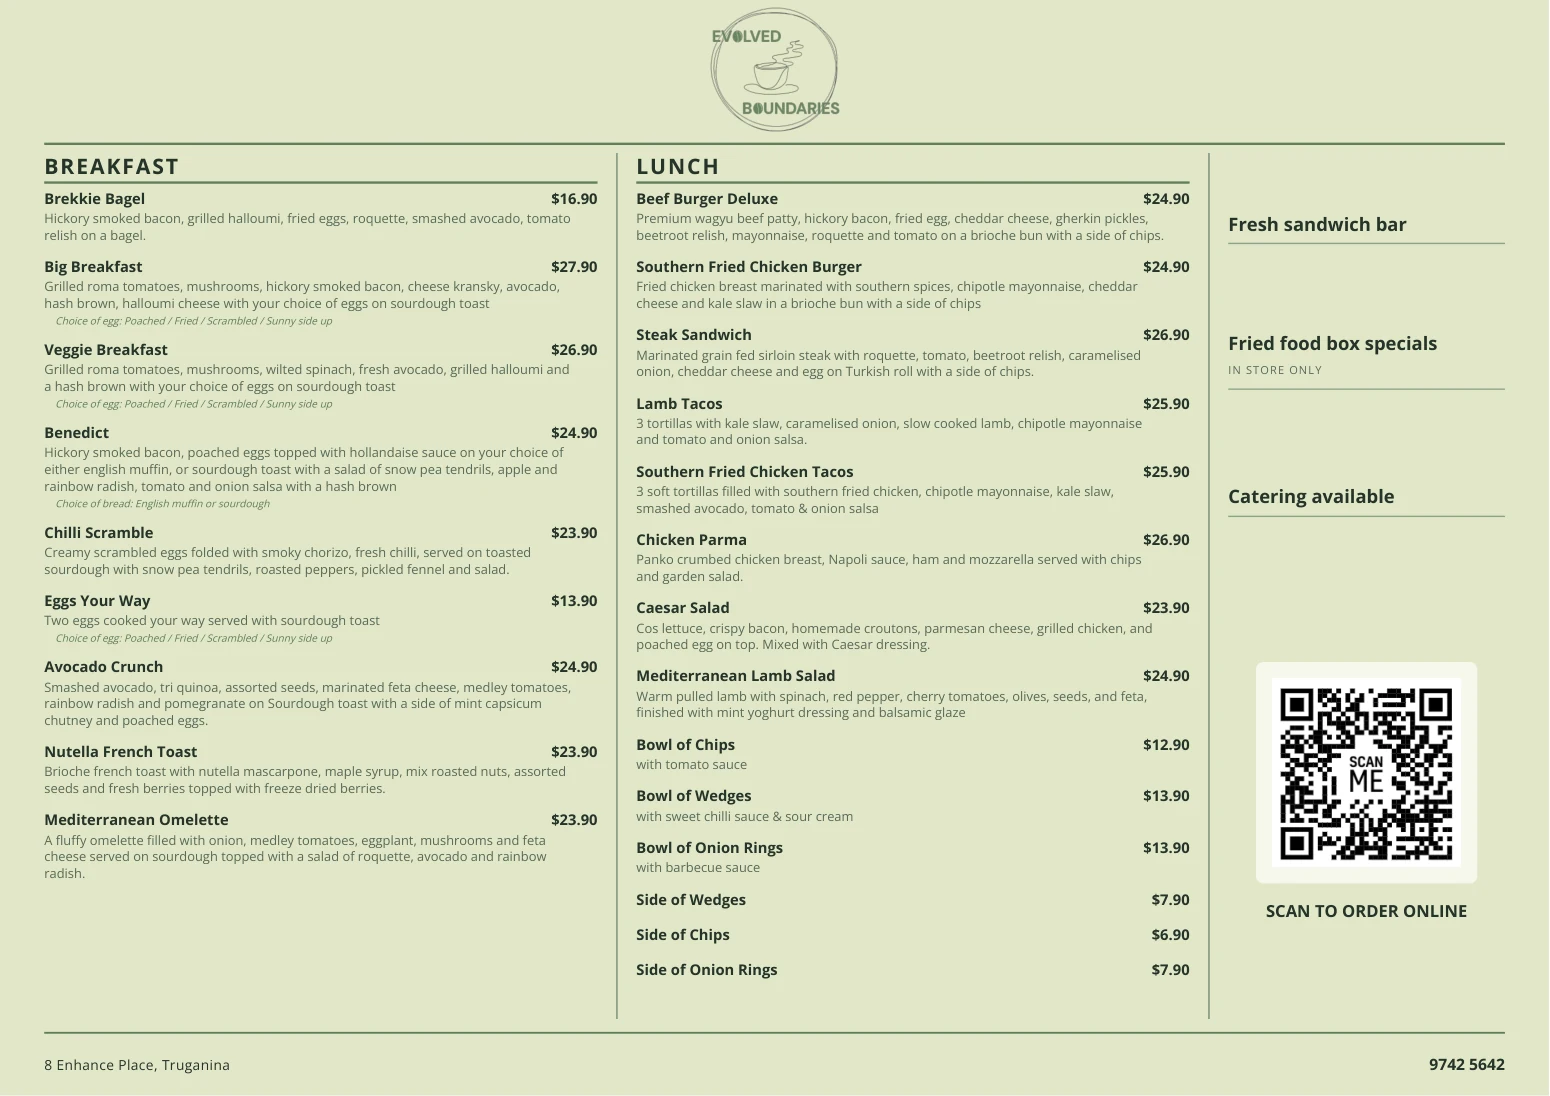 EVOLVED
BOUNDARIES
BREAKFAST
Brekkie Bagel $16.90
Hickory smoked bacon, grilled halloumi, fried eggs, roquette, smashed avocado, tomato
relish on a bagel.
Big Breakfast $27.90
Grilled roma tomatoes, mushrooms, hickory smoked bacon, cheese kransky, avocado,
hash brown, halloumi cheese with your choice of eggs on sourdough toast
Choice of egg: Poached / Fried / Scrambled / Sunny side up
Veggie Breakfast $26.90
Grilled roma tomatoes, mushrooms, wilted spinach, fresh avocado, grilled halloumi and
a hash brown with your choice of eggs on sourdough toast
Choice of egg: Poached / Fried / Scrambled / Sunny side up
Benedict $24.90
Hickory smoked bacon, poached eggs topped with hollandaise sauce on your choice of
either english muffin, or sourdough toast with a salad of snow pea tendrils, apple and
rainbow radish, tomato and onion salsa with a hash brown
Choice of bread: English muffin or sourdough
Chilli Scramble $23.90
Creamy scrambled eggs folded with smoky chorizo, fresh chilli, served on toasted
sourdough with snow pea tendrils, roasted peppers, pickled fennel and salad.
Eggs Your Way $13.90
Two eggs cooked your way served with sourdough toast
Choice of egg: Poached / Fried / Scrambled / Sunny side up
Avocado Crunch $24.90
Smashed avocado, tri quinoa, assorted seeds, marinated feta cheese, medley tomatoes,
rainbow radish and pomegranate on Sourdough toast with a side of mint capsicum
chutney and poached eggs.
Nutella French Toast $23.90
Brioche french toast with nutella mascarpone, maple syrup, mix roasted nuts, assorted
seeds and fresh berries topped with freeze dried berries.
Mediterranean Omelette $23.90
A fluffy omelette filled with onion, medley tomatoes, eggplant, mushrooms and feta
cheese served on sourdough topped with a salad of roquette, avocado and rainbow
radish.
LUNCH
Beef Burger Deluxe $24.90
Premium wagyu beef patty, hickory bacon, fried egg, cheddar cheese, gherkin pickles,
beetroot relish, mayonnaise, roquette and tomato on a brioche bun with a side of chips.
Southern Fried Chicken Burger $24.90
Fried chicken breast marinated with southern spices, chipotle mayonnaise, cheddar
cheese and kale slaw in a brioche bun with a side of chips
Steak Sandwich $26.90
Marinated grain fed sirloin steak with roquette, tomato, beetroot relish, caramelised
onion, cheddar cheese and egg on Turkish roll with a side of chips.
Lamb Tacos $25.90
3 tortillas with kale slaw, caramelised onion, slow cooked lamb, chipotle mayonnaise
and tomato and onion salsa.
Southern Fried Chicken Tacos $25.90
3 soft tortillas filled with southern fried chicken, chipotle mayonnaise, kale slaw,
smashed avocado, tomato & onion salsa
Chicken Parma $26.90
Panko crumbed chicken breast, Napoli sauce, ham and mozzarella served with chips
and garden salad.
Caesar Salad $23.90
Cos lettuce, crispy bacon, homemade croutons, parmesan cheese, grilled chicken, and
poached egg on top. Mixed with Caesar dressing.
Mediterranean Lamb Salad $24.90
Warm pulled lamb with spinach, red pepper, cherry tomatoes, olives, seeds, and feta,
finished with mint yoghurt dressing and balsamic glaze
Bowl of Chips $12.90
with tomato sauce
Bowl of Wedges $13.90
with sweet chilli sauce & sour cream
Bowl of Onion Rings $13.90
with barbecue sauce
Side of Wedges $7.90
Side of Chips $6.90
Side of Onion Rings $7.90
Fresh sandwich bar
Fried food box specials
IN STORE ONLY
Catering available
SCAN
ME
SCAN TO ORDER ONLINE
8 Enhance Place, Truganina
9742 5642